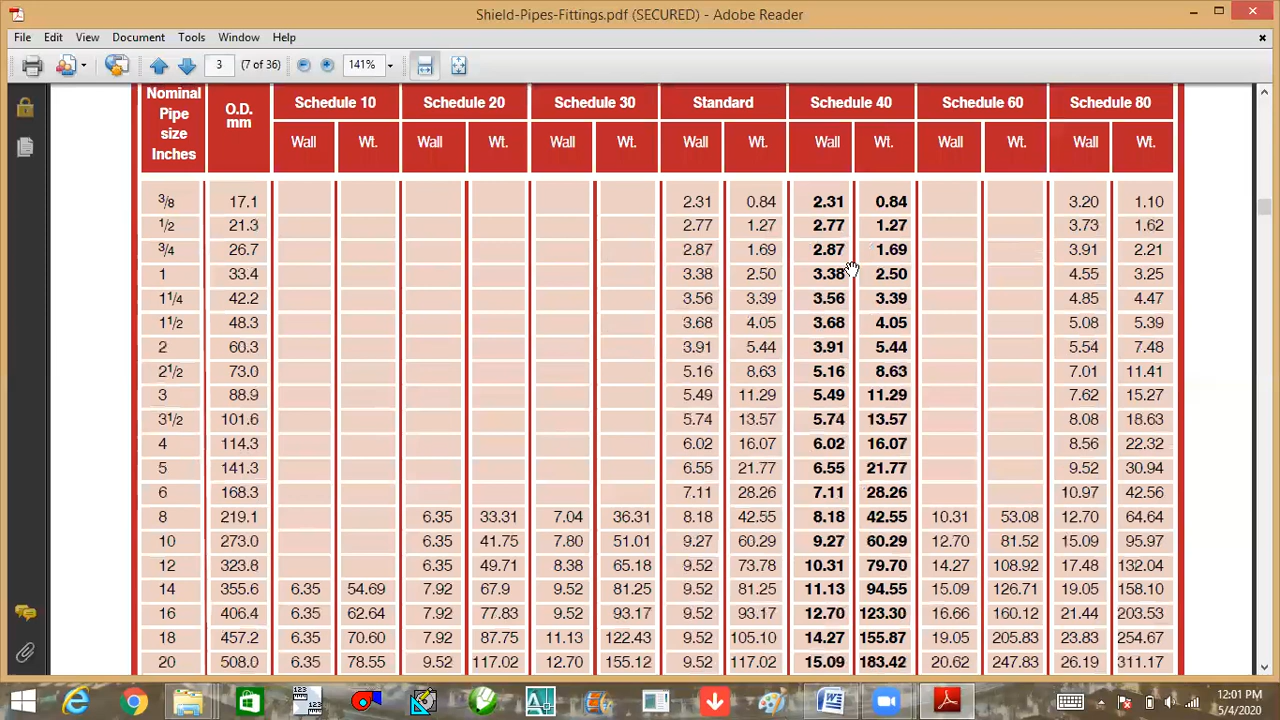 Shield-Pipes-Fittings.pdf (SECURED) - Adobe Reader
File Edit View Document Tools Window Help
3 (7 of 36) 141%
Nominal Pipe size Inches O.D. mm Schedule 10 Schedule 20 Schedule 30 Standard Schedule 40 Schedule 60 Schedule 80
Wall Wt. Wall Wt. Wall Wt. Wall Wt. Wall Wt. Wall Wt. Wall Wt.
3/8 17.1 2.31 0.84 2.31 0.84 3.20 1.10
1/2 21.3 2.77 1.27 2.77 1.27 3.73 1.62
3/4 26.7 2.87 1.69 2.87 1.69 3.91 2.21
1 33.4 3.38 2.50 3.38 2.50 4.55 3.25
1 1/4 42.2 3.56 3.39 3.56 3.39 4.85 4.47
1 1/2 48.3 3.68 4.05 3.68 4.05 5.08 5.39
2 60.3 3.91 5.44 3.91 5.44 5.54 7.48
2 1/2 73.0 5.16 8.63 5.16 8.63 7.01 11.41
3 88.9 5.49 11.29 5.49 11.29 7.62 15.27
3 1/2 101.6 5.74 13.57 5.74 13.57 8.08 18.63
4 114.3 6.02 16.07 6.02 16.07 8.56 22.32
5 141.3 6.55 21.77 6.55 21.77 9.52 30.94
6 168.3 7.11 28.26 7.11 28.26 10.97 42.56
8 219.1 6.35 33.31 7.04 36.31 8.18 42.55 8.18 42.55 10.31 53.08 12.70 64.64
10 273.0 6.35 41.75 7.80 51.01 9.27 60.29 9.27 60.29 12.70 81.52 15.09 95.97
12 323.8 6.35 49.71 8.38 65.18 9.52 73.78 10.31 79.70 14.27 108.92 17.48 132.04
14 355.6 6.35 54.69 7.92 67.9 9.52 81.25 9.52 81.25 11.13 94.55 15.09 126.71 19.05 158.10
16 406.4 6.35 62.64 7.92 77.83 9.52 93.17 9.52 93.17 12.70 123.30 16.66 160.12 21.44 203.53
18 457.2 6.35 70.60 7.92 87.75 11.13 122.43 9.52 105.10 14.27 155.87 19.05 205.83 23.83 254.67
20 508.0 6.35 78.55 9.52 117.02 12.70 155.12 9.52 117.02 15.09 183.42 20.62 247.83 26.19 311.17
12:01 PM
5/4/2020